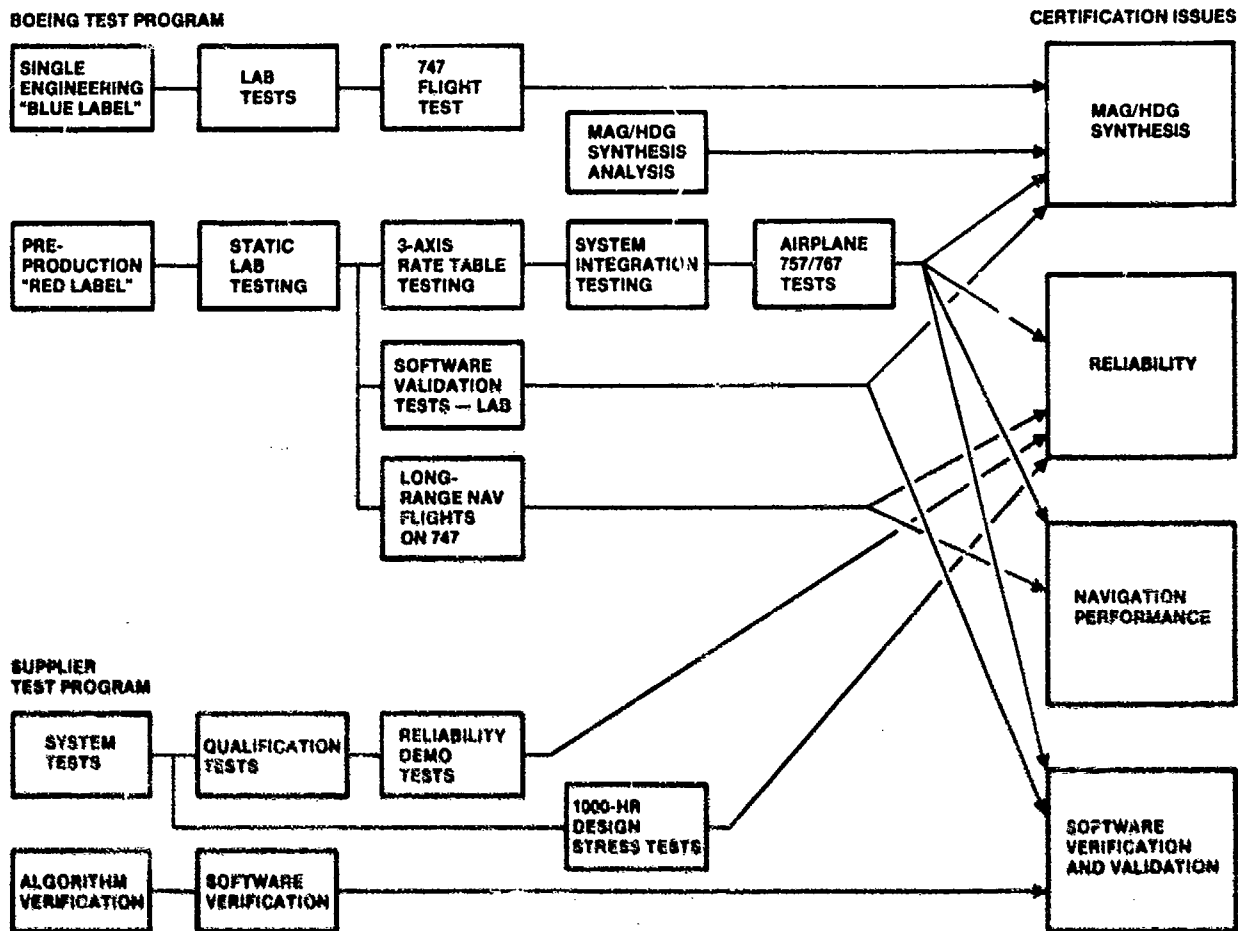 BOEING TEST PROGRAM
CERTIFICATION ISSUES
SINGLE
ENGINEERING
"BLUE LABEL"
LAB
TESTS
747
FLIGHT
TEST
MAG/HDG
SYNTHESIS
ANALYSIS
MAG/HDG
SYNTHESIS
PRE-
PRODUCTION
"RED LABEL"
STATIC
LAB
TESTING
3-AXIS
RATE TABLE
TESTING
SYSTEM
INTEGRATION
TESTING
AIRPLANE
757/767
TESTS
RELIABILITY
SOFTWARE
VALIDATION
TESTS — LAB
LONG-
RANGE NAV
FLIGHTS
ON 747
NAVIGATION
PERFORMANCE
SUPPLIER
TEST PROGRAM
SYSTEM
TESTS
QUALIFICATION
TESTS
RELIABILITY
DEMO
TESTS
1000-HR
DESIGN
STRESS TESTS
SOFTWARE
VERIFICATION
AND VALIDATION
ALGORITHM
VERIFICATION
SOFTWARE
VERIFICATION